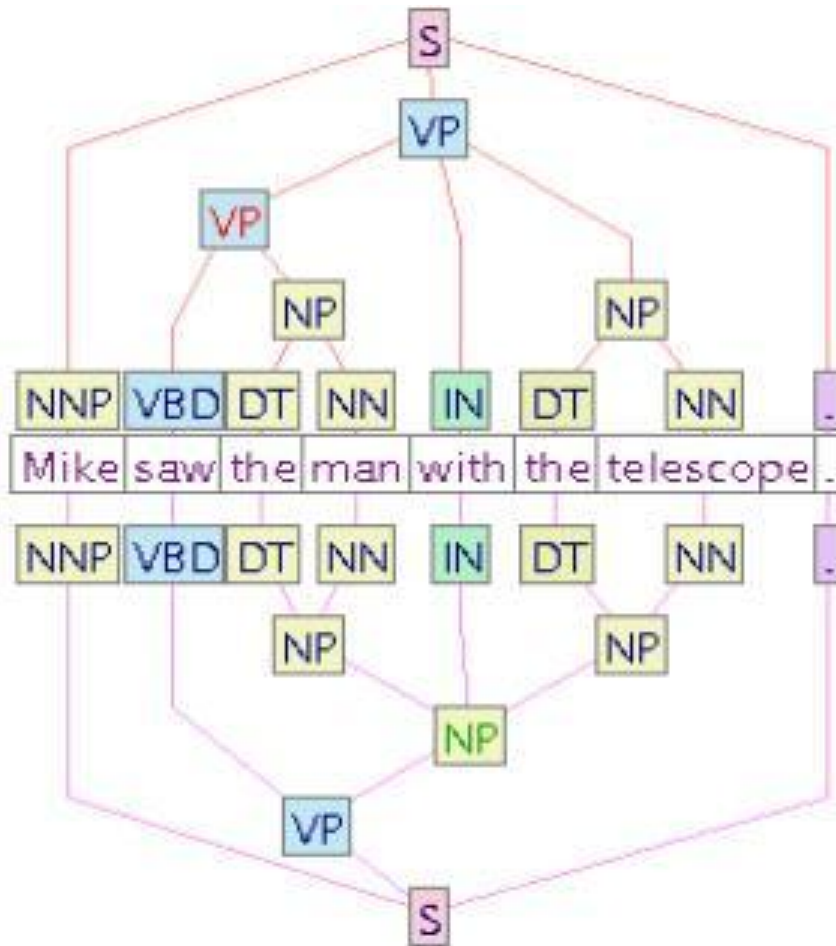 S
VP
VP
NP NP
NNP VBD DT NN IN DT NN .
Mike saw the man with the telescope .
NNP VBD DT NN IN DT NN .
NP NP
NP
VP
S